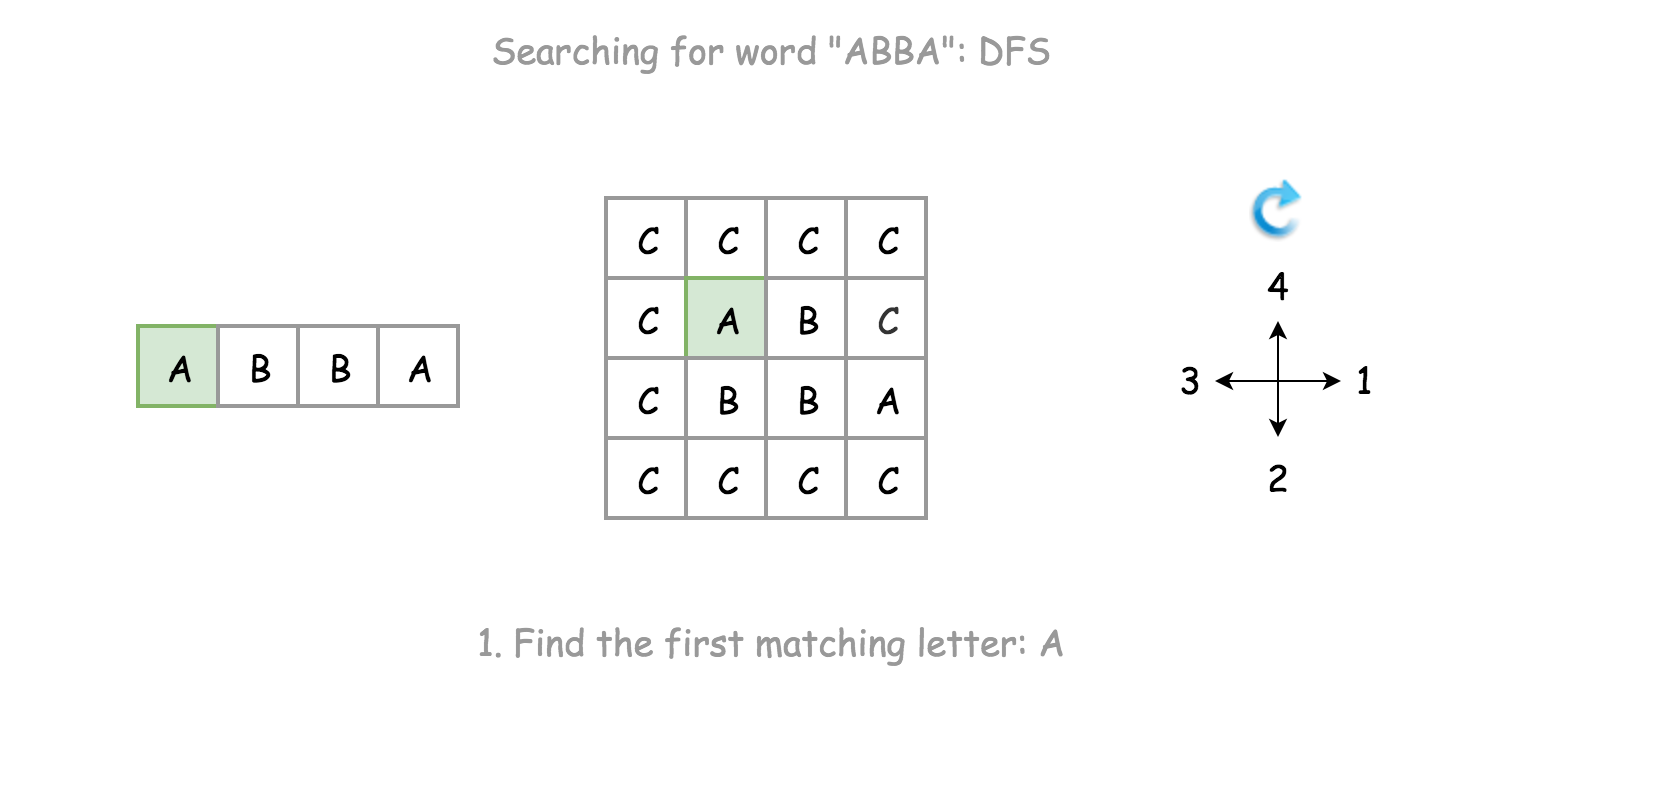 Searching for word "ABBA": DFS
A B B A
C C C C
C A B C
C B B A
C C C C
4
3 1
2
1. Find the first matching letter: A